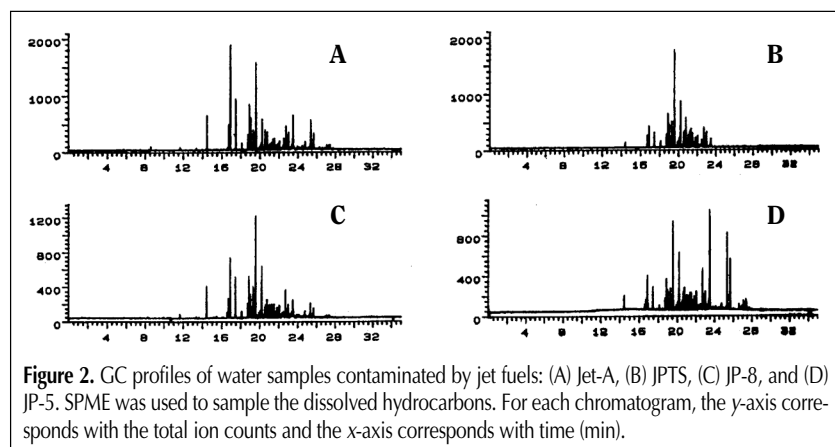 2000
A
1000
0
4 8 12 16 20 24 28 32
2000
B
1000
0
4 8 12 16 20 24 28 32
1200
C
800
400
0
4 8 12 16 20 24 28 32
D
800
400
0
4 8 12 16 20 24 28 32
Figure 2. GC profiles of water samples contaminated by jet fuels: (A) Jet-A, (B) JPTS, (C) JP-8, and (D)
JP-5. SPME was used to sample the dissolved hydrocarbons. For each chromatogram, the y-axis corre-
sponds with the total ion counts and the x-axis corresponds with time (min).